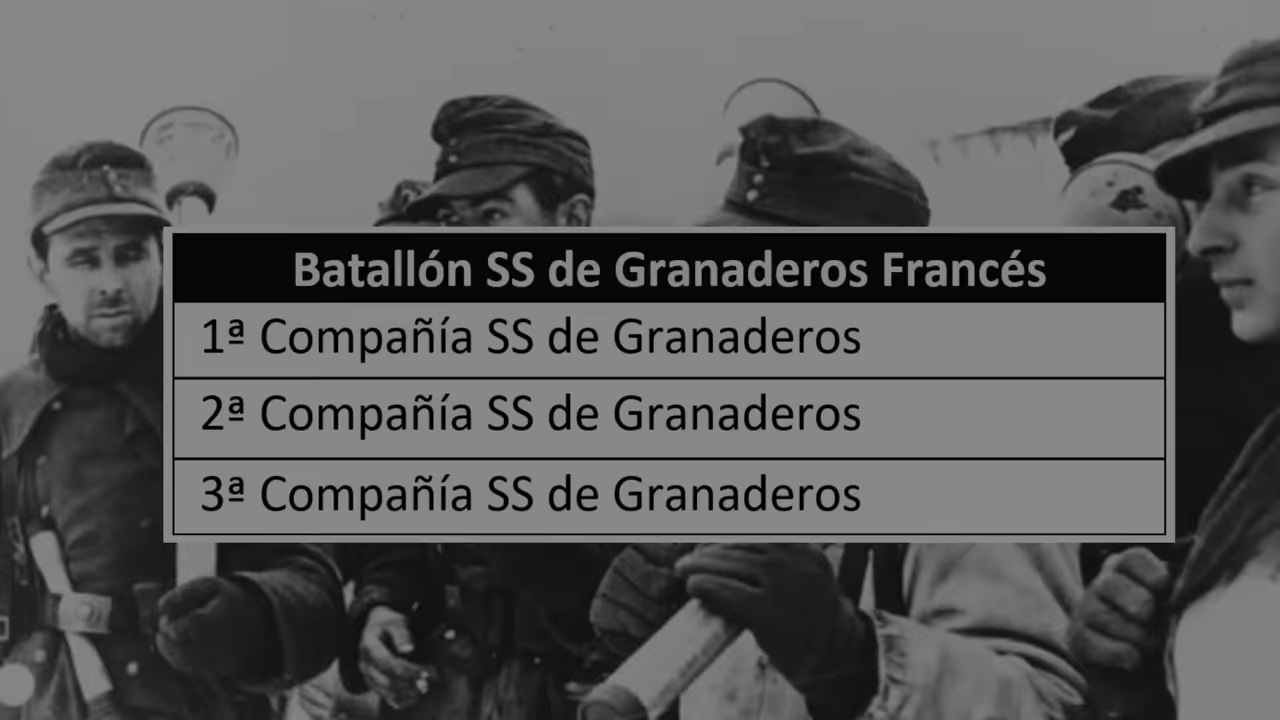 Batallón SS de Granaderos Francés
1ª Compañía SS de Granaderos
2ª Compañía SS de Granaderos
3ª Compañía SS de Granaderos